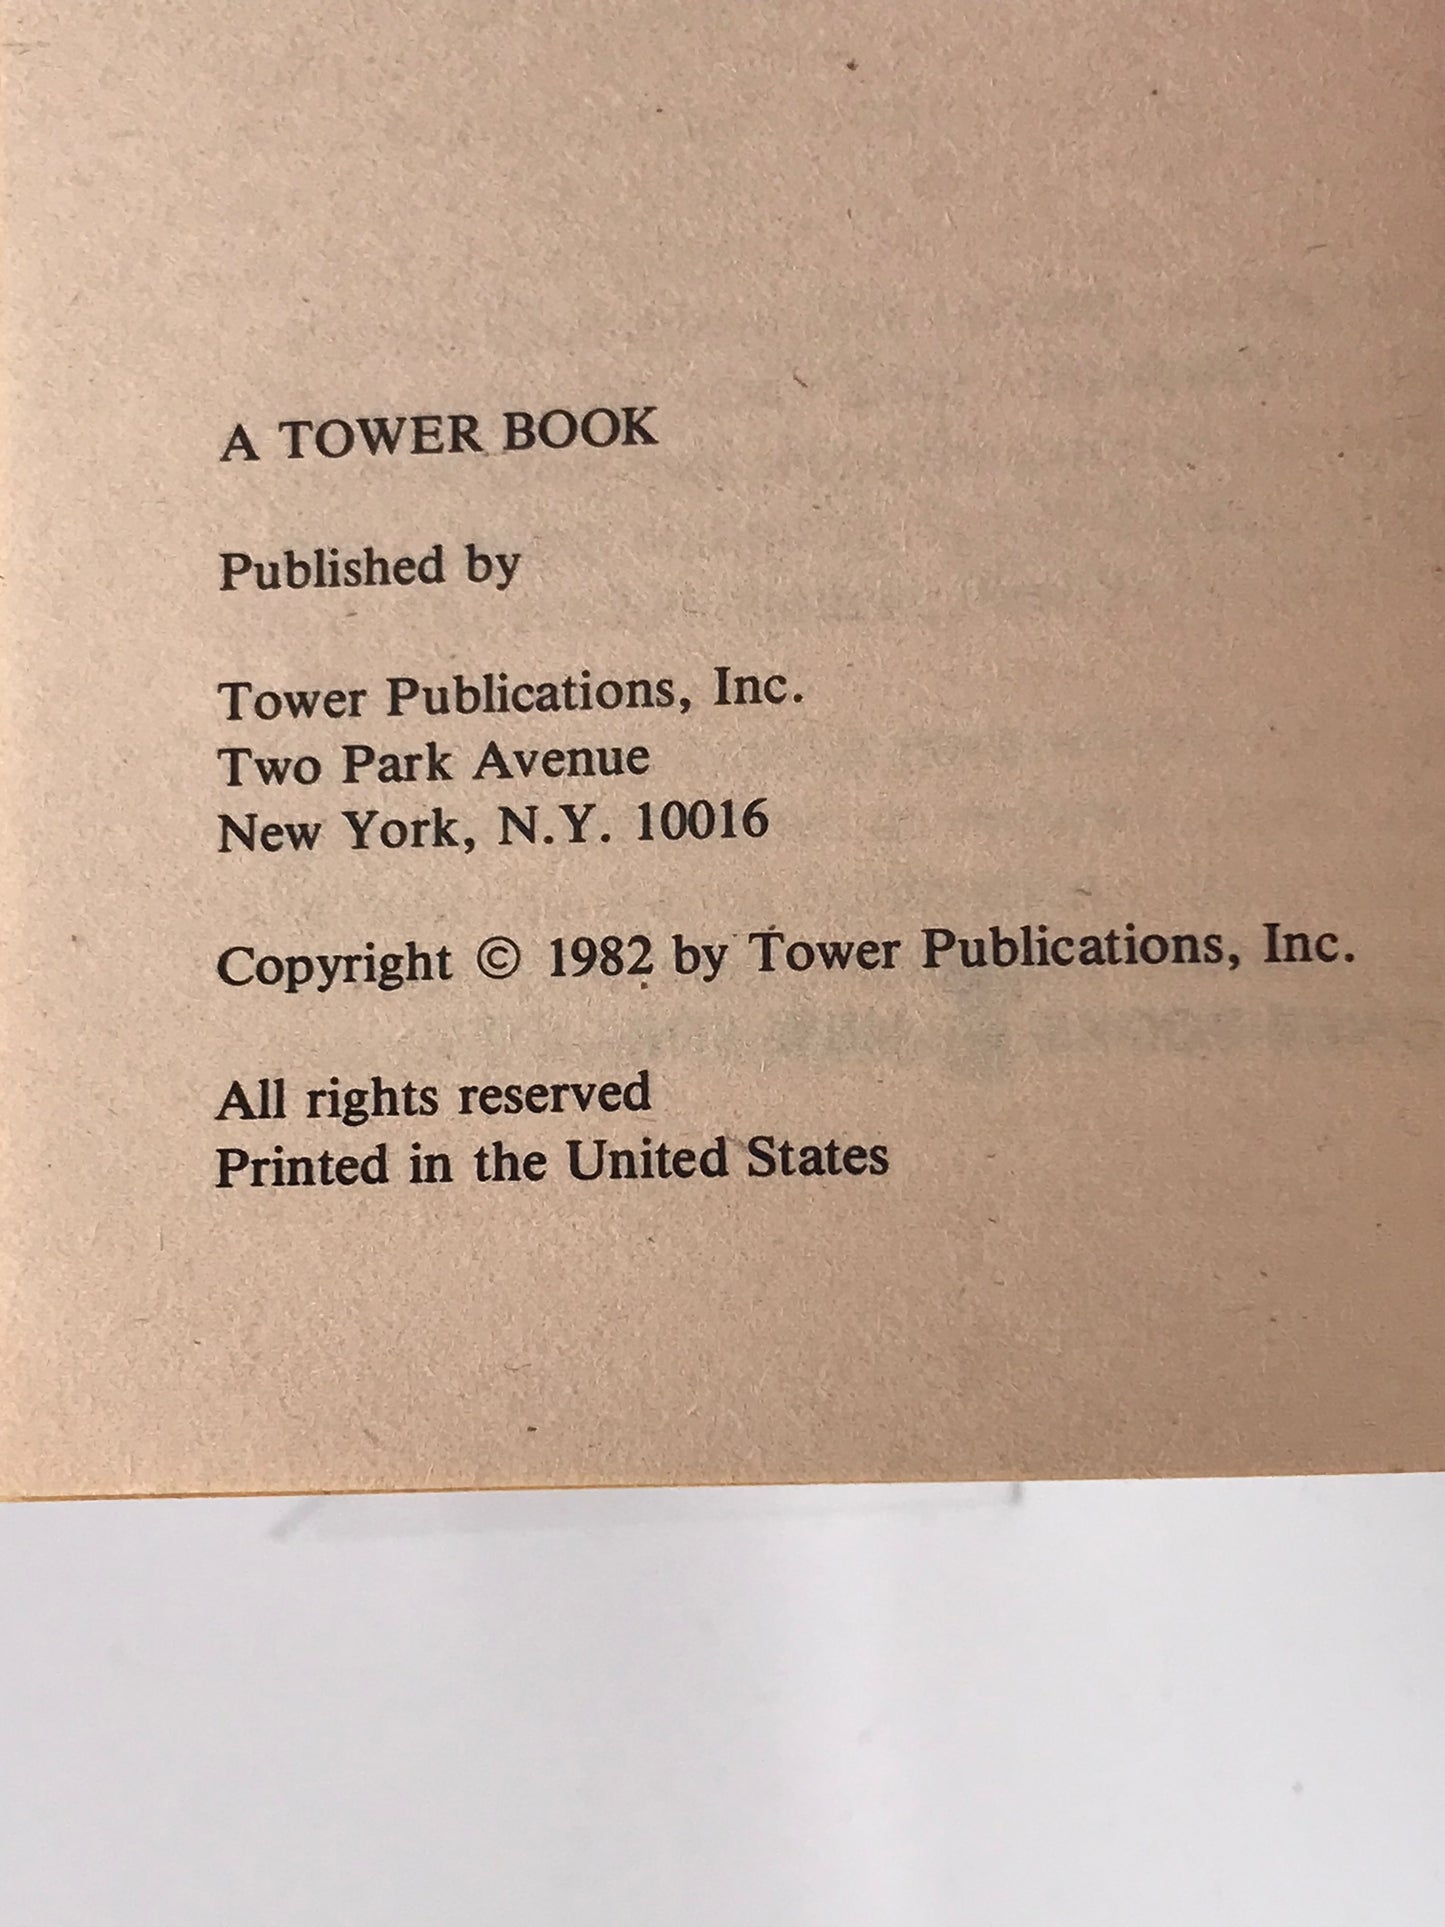 A TOWER BOOK
Published by
Tower Publications, Inc.
Two Park Avenue
New York, N.Y. 10016
Copyright © 1982 by Tower Publications, Inc.
All rights reserved
Printed in the United States